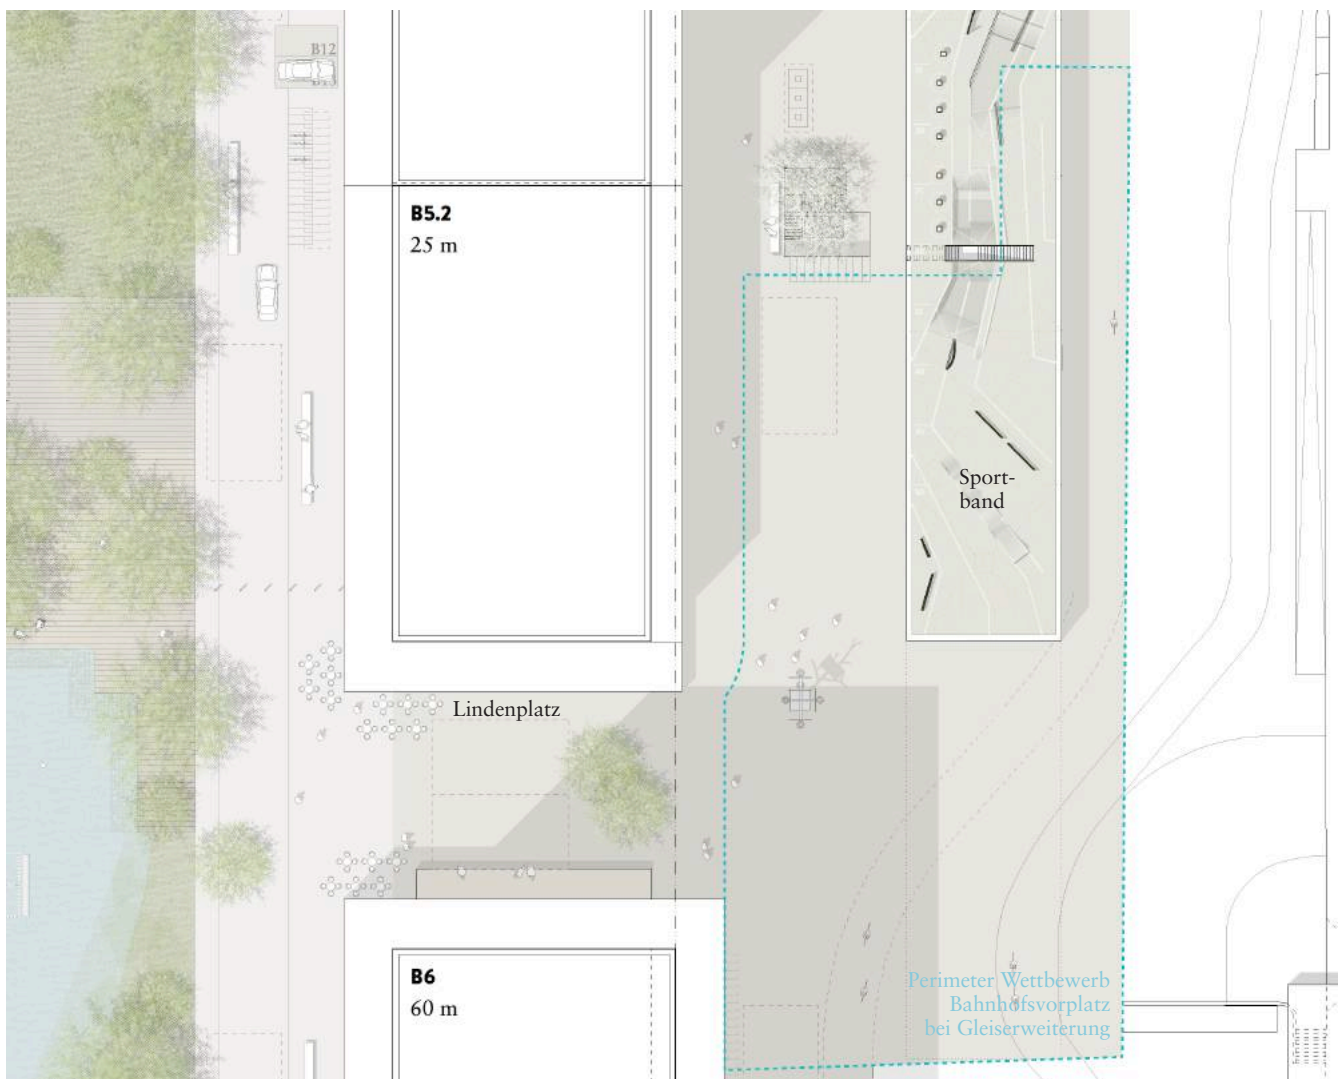 B12
B5.2
25 m
Sport-
band
Lindenplatz
B6
60 m
Perimeter Wettbewerb
Bahnhofsvorplatz
bei Gleiserweiterung